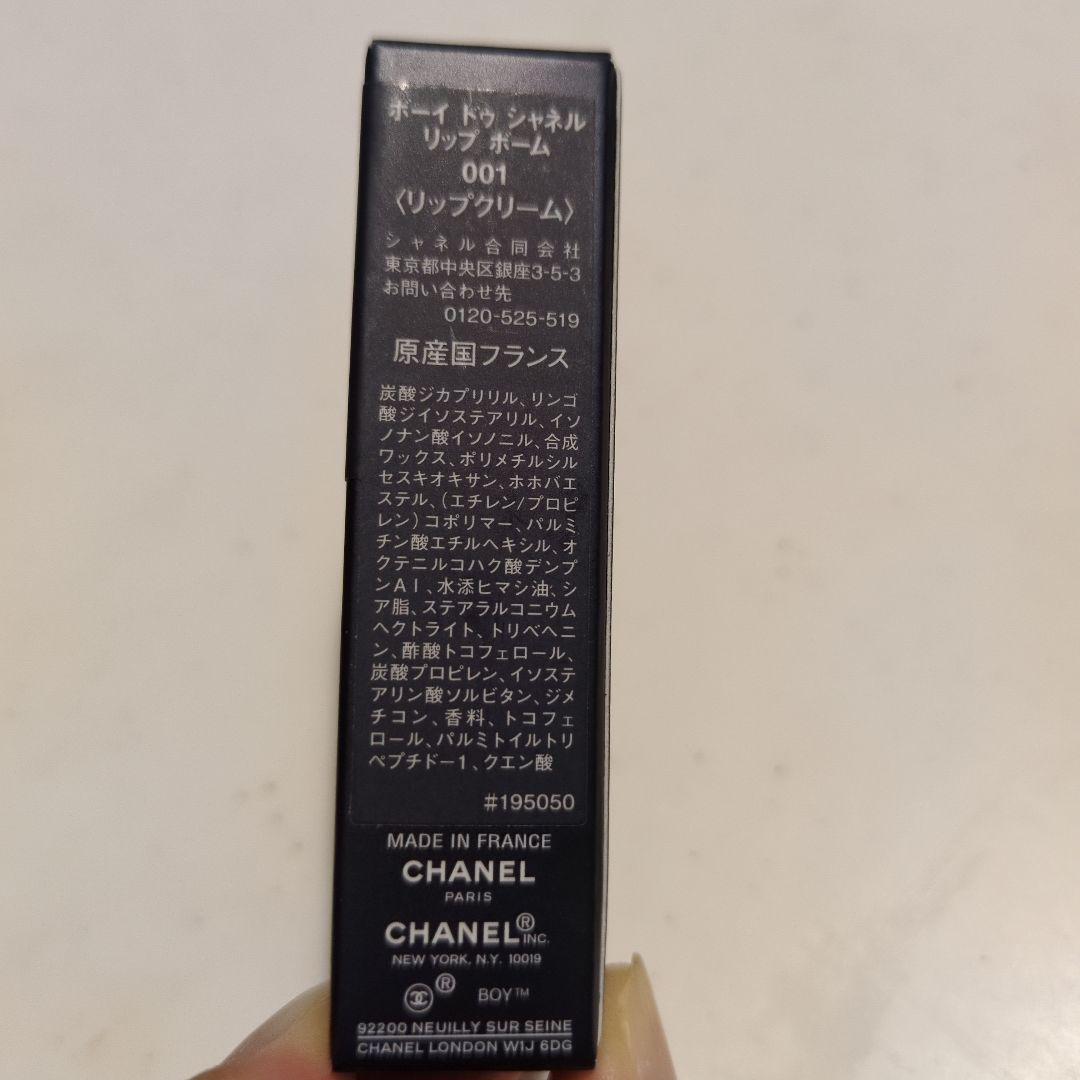 ボーイ ドゥ シャネル
リップ ボーム
001
〈リップクリーム〉
シャネル合同会社
東京都中央区銀座3-5-3
お問い合わせ先
0120-525-519
原産国フランス
炭酸ジカプリリル、リンゴ
酸ジイソステアリル、イソ
ノナン酸イソノニル、合成
ワックス、ポリメチルシル
セスキオキサン、ホホバエ
ステル、(エチレン/プロピ
レン)コポリマー、パルミ
チン酸エチルヘキシル、オ
クテニルコハク酸デンプ
ンAl、水添ヒマシ油、シ
ア脂、ステアラルコニウム
ヘクトライト、トリベヘニ
ン、酢酸トコフェロール、
炭酸プロピレン、イソステ
アリン酸ソルビタン、ジメ
チコン、香料、トコフェ
ロール、パルミトイルトリ
ペプチド-1、クエン酸
#195050
MADE IN FRANCE
CHANEL
PARIS
CHANEL® INC.
NEW YORK, N.Y. 10019
® BOY™
92200 NEUILLY SUR SEINE
CHANEL LONDON W1J 6DG